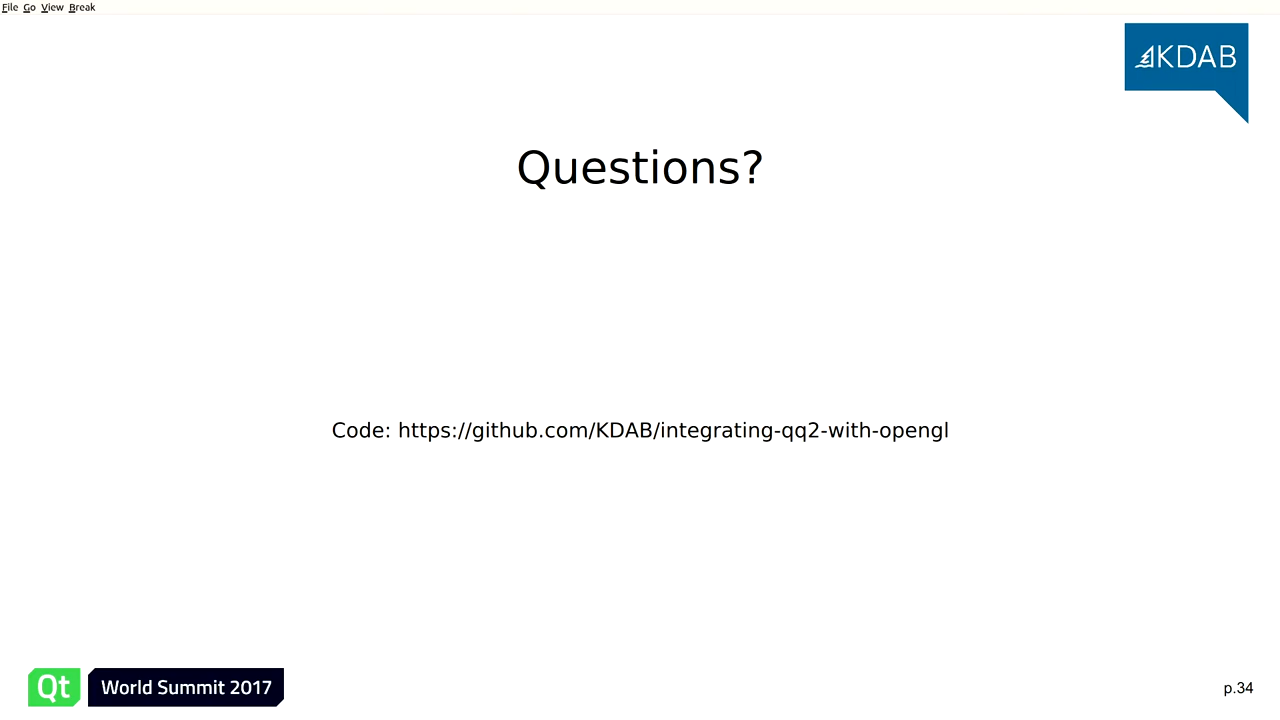 File Go View Break
KDAB
Questions?
Code: https://github.com/KDAB/integrating-qq2-with-opengl
Qt World Summit 2017
p.34